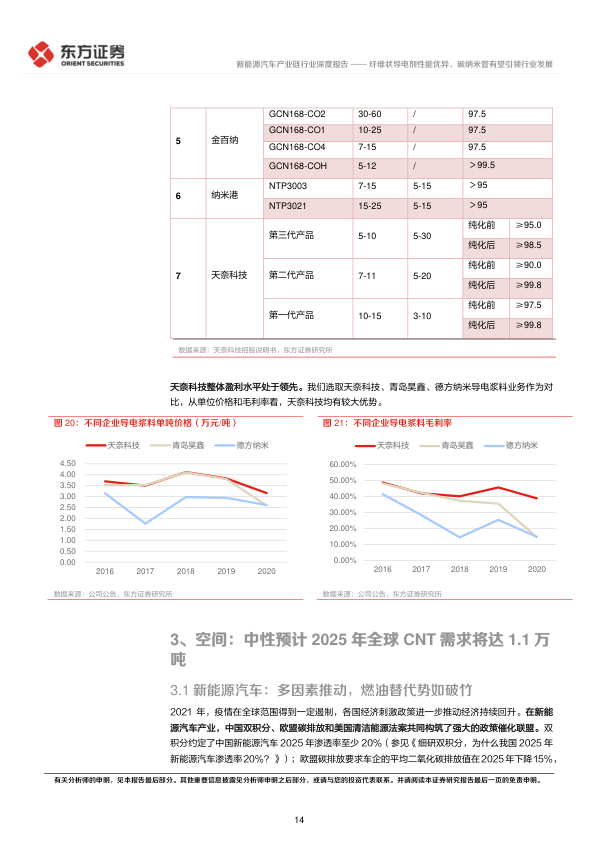 东方证券
ORIENT SECURITIES
新能源汽车产业链行业深度报告 —— 纤维状导电剂性能优异，碳纳米管有望引领行业发展
5 金百纳 GCN168-CO2 30-60 / 97.5
GCN168-CO1 10-25 / 97.5
GCN168-CO4 7-15 / 97.5
GCN168-COH 5-12 / ＞99.5
6 纳米港 NTP3003 7-15 5-15 ＞95
NTP3021 15-25 5-15 ＞95
7 天奈科技 第三代产品 5-10 5-30 纯化前 ≥95.0
纯化后 ≥98.5
第二代产品 7-11 5-20 纯化前 ≥90.0
纯化后 ≥99.8
第一代产品 10-15 3-10 纯化前 ≥97.5
纯化后 ≥99.8
数据来源：天奈科技招股说明书，东方证券研究所
天奈科技整体盈利水平处于领先。我们选取天奈科技、青岛昊鑫、德方纳米导电浆料业务作为对
比，从单位价格和毛利率看，天奈科技均有较大优势。
图 20：不同企业导电浆料单吨价格（万元/吨）
天奈科技 青岛昊鑫 德方纳米
4.50
4.00
3.50
3.00
2.50
2.00
1.50
1.00
0.50
0.00
2016 2017 2018 2019 2020
数据来源：公司公告，东方证券研究所
图 21：不同企业导电浆料毛利率
天奈科技 青岛昊鑫 德方纳米
60.00%
50.00%
40.00%
30.00%
20.00%
10.00%
0.00%
2016 2017 2018 2019 2020
数据来源：公司公告，东方证券研究所
3、空间：中性预计 2025 年全球 CNT 需求将达 1.1 万
吨
3.1 新能源汽车：多因素推动，燃油替代势如破竹
2021 年，疫情在全球范围得到一定遏制，各国经济刺激政策进一步推动经济持续回升。在新能
源汽车产业，中国双积分、欧盟碳排放和美国清洁能源法案共同构筑了强大的政策催化联盟。双
积分约定了中国新能源汽车 2025 年渗透率至少 20%（参见《细研双积分，为什么我国 2025 年
新能源汽车渗透率 20%？》）；欧盟碳排放要求车企的平均二氧化碳排放值在 2025 年下降 15%，
有关分析师的申明，见本报告最后部分。其他重要信息披露见分析师申明之后部分，或请与您的投资代表联系。并请阅读本证券研究报告最后一页的免责申明。
14